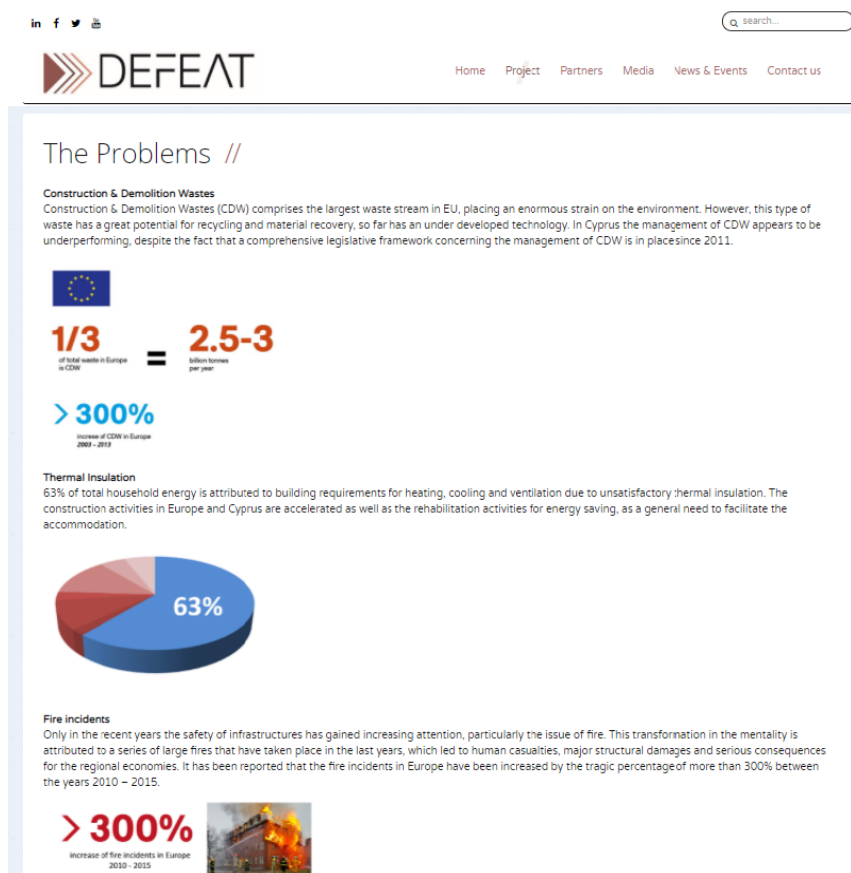 in f
search...
DEFEAT
Home Project Partners Media News & Events Contact us
The Problems //
Construction & Demolition Wastes
Construction & Demolition Wastes (CDW) comprises the largest waste stream in EU, placing an enormous strain on the environment. However, this type of
waste has a great potential for recycling and material recovery, so far has an under developed technology. In Cyprus the management of CDW appears to be
underperforming, despite the fact that a comprehensive legislative framework concerning the management of CDW is in place since 2011.
1/3 = 2.5-3
of total waste in Europe billion tonnes
is CDW per year
> 300%
increase of CDW in Europe
2003 - 2013
Thermal Insulation
63% of total household energy is attributed to building requirements for heating, cooling and ventilation due to unsatisfactory thermal insulation. The
construction activities in Europe and Cyprus are accelerated as well as the rehabilitation activities for energy saving, as a general need to facilitate the
accommodation.
63%
Fire incidents
Only in the recent years the safety of infrastructures has gained increasing attention, particularly the issue of fire. This transformation in the mentality is
attributed to a series of large fires that have taken place in the last years, which led to human casualties, major structural damages and serious consequences
for the regional economies. It has been reported that the fire incidents in Europe have been increased by the tragic percentage of more than 300% between
the years 2010 – 2015.
> 300%
increase of fire incidents in Europe
2010 - 2015